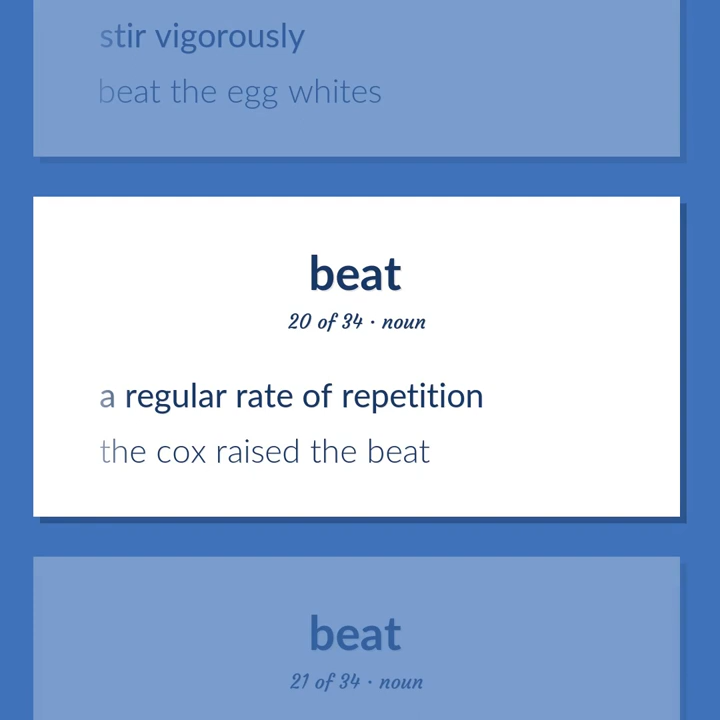 stir vigorously
beat the egg whites
beat
20 of 34 · noun
a regular rate of repetition
the cox raised the beat
beat
21 of 34 · noun